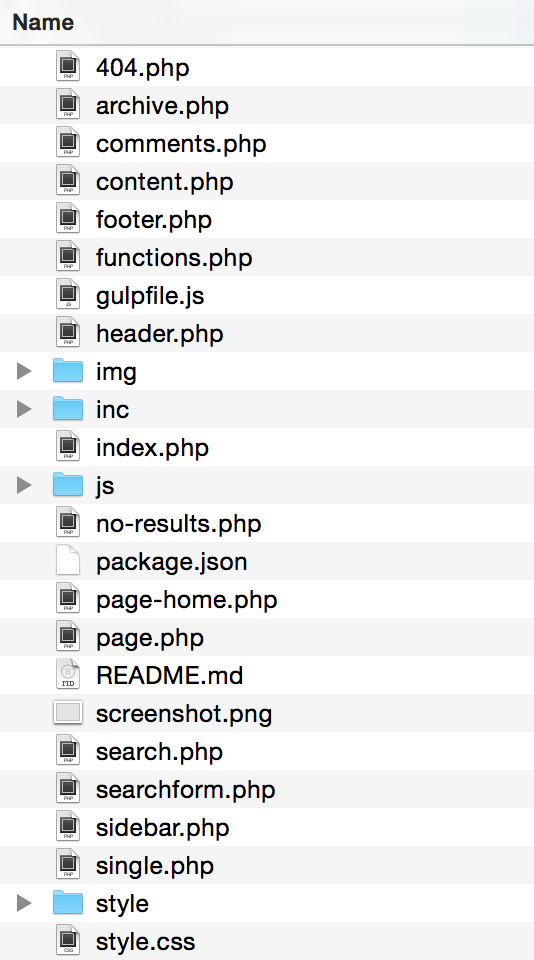 Name
404.php
archive.php
comments.php
content.php
footer.php
functions.php
gulpfile.js
header.php
img
inc
index.php
js
no-results.php
package.json
page-home.php
page.php
README.md
screenshot.png
search.php
searchform.php
sidebar.php
single.php
style
style.css